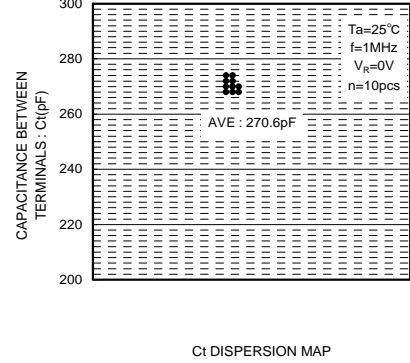 300
280
260
240
220
200
CAPACITANCE BETWEEN
TERMINALS : Ct(pF)
Ta=25°C
f=1MHz
VR=0V
n=10pcs
AVE : 270.6pF
Ct DISPERSION MAP